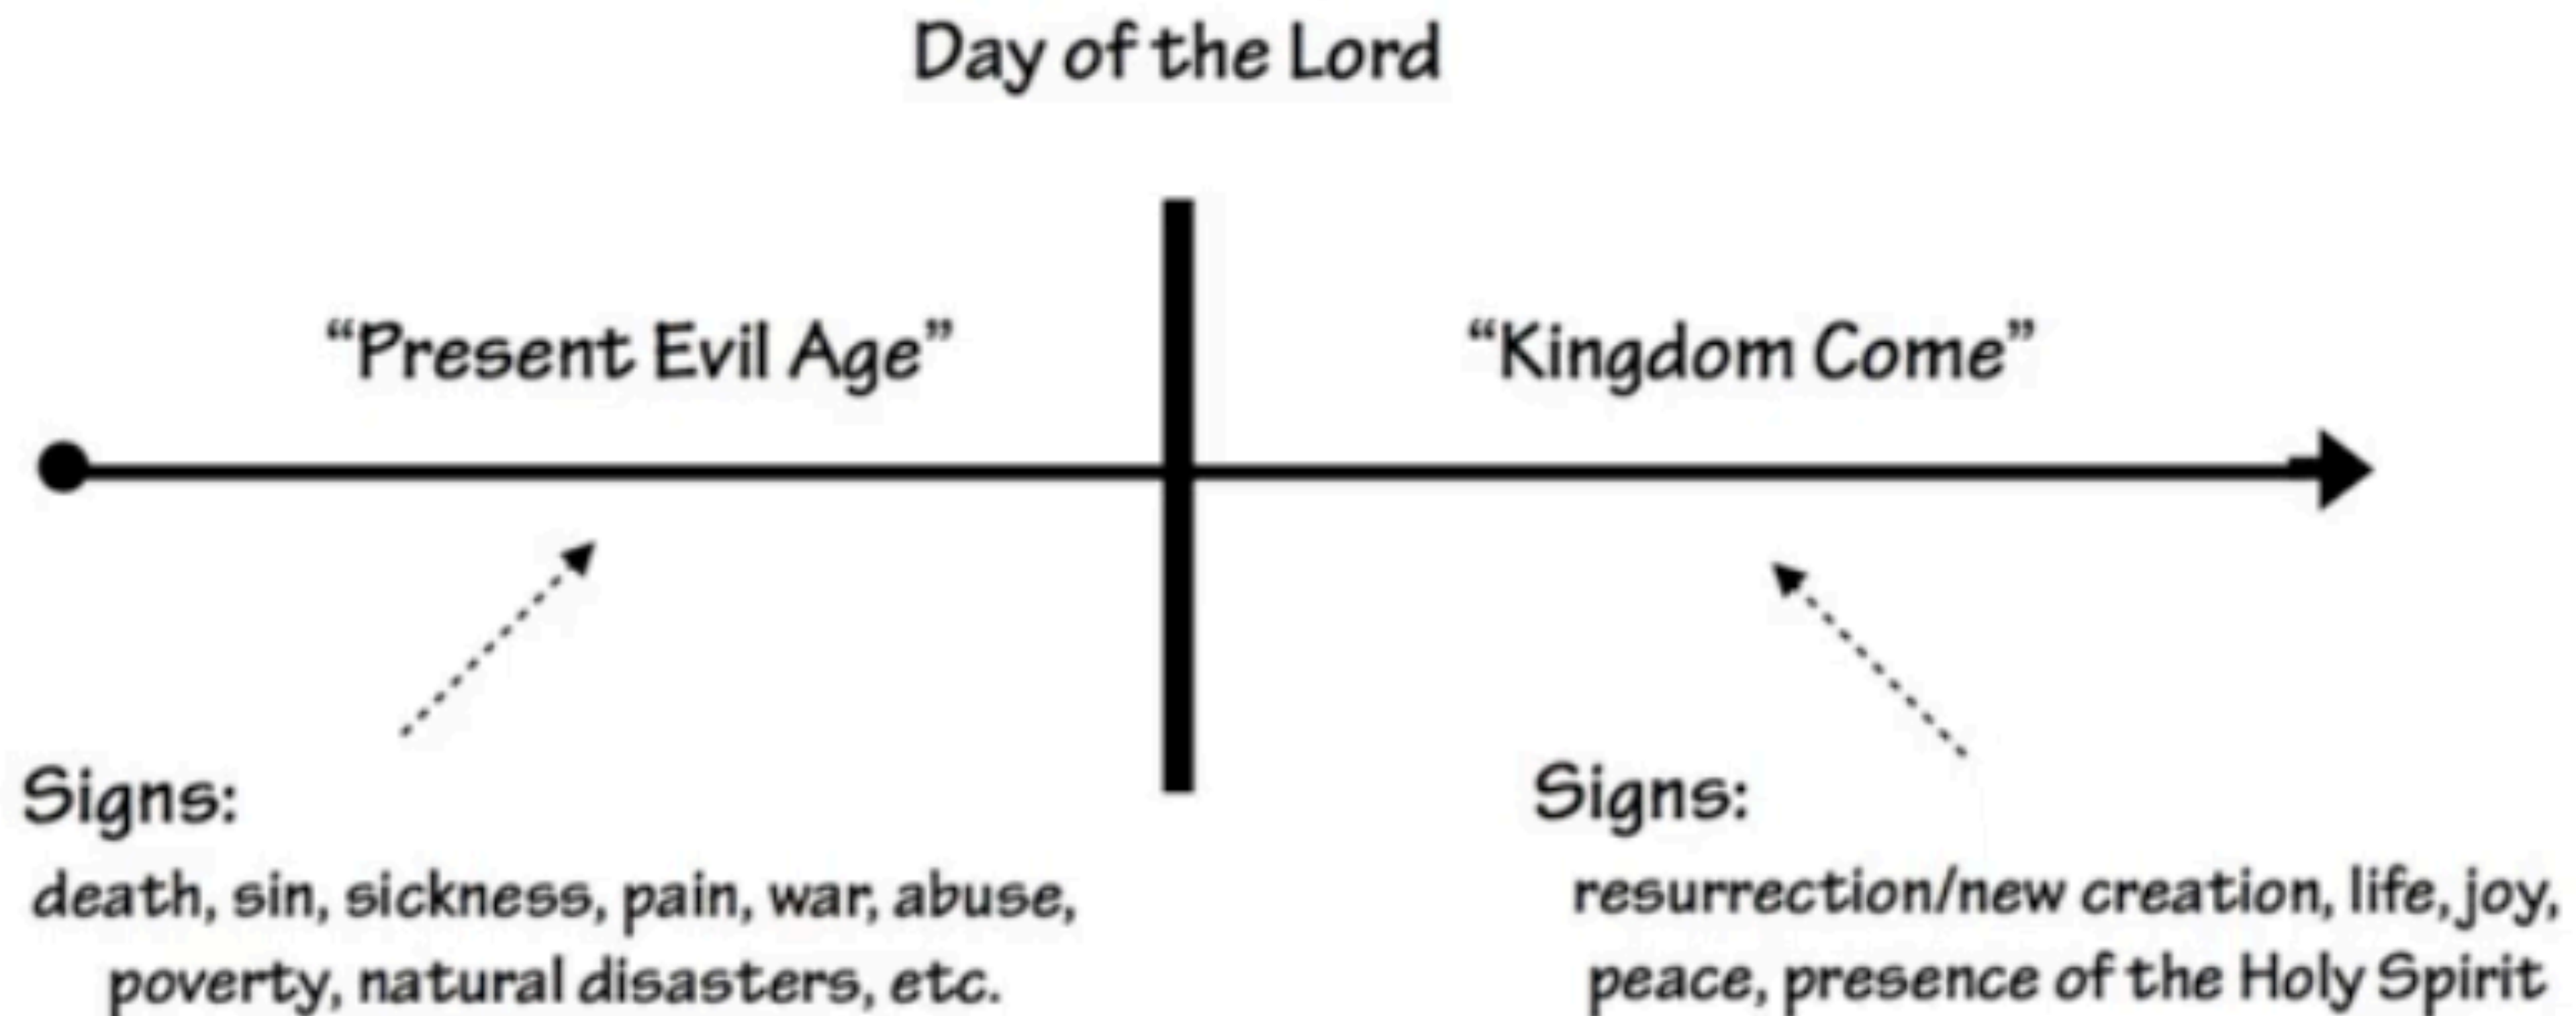 Day of the Lord
“Present Evil Age”
“Kingdom Come”
Signs:
death, sin, sickness, pain, war, abuse,
poverty, natural disasters, etc.
Signs:
resurrection/new creation, life, joy,
peace, presence of the Holy Spirit